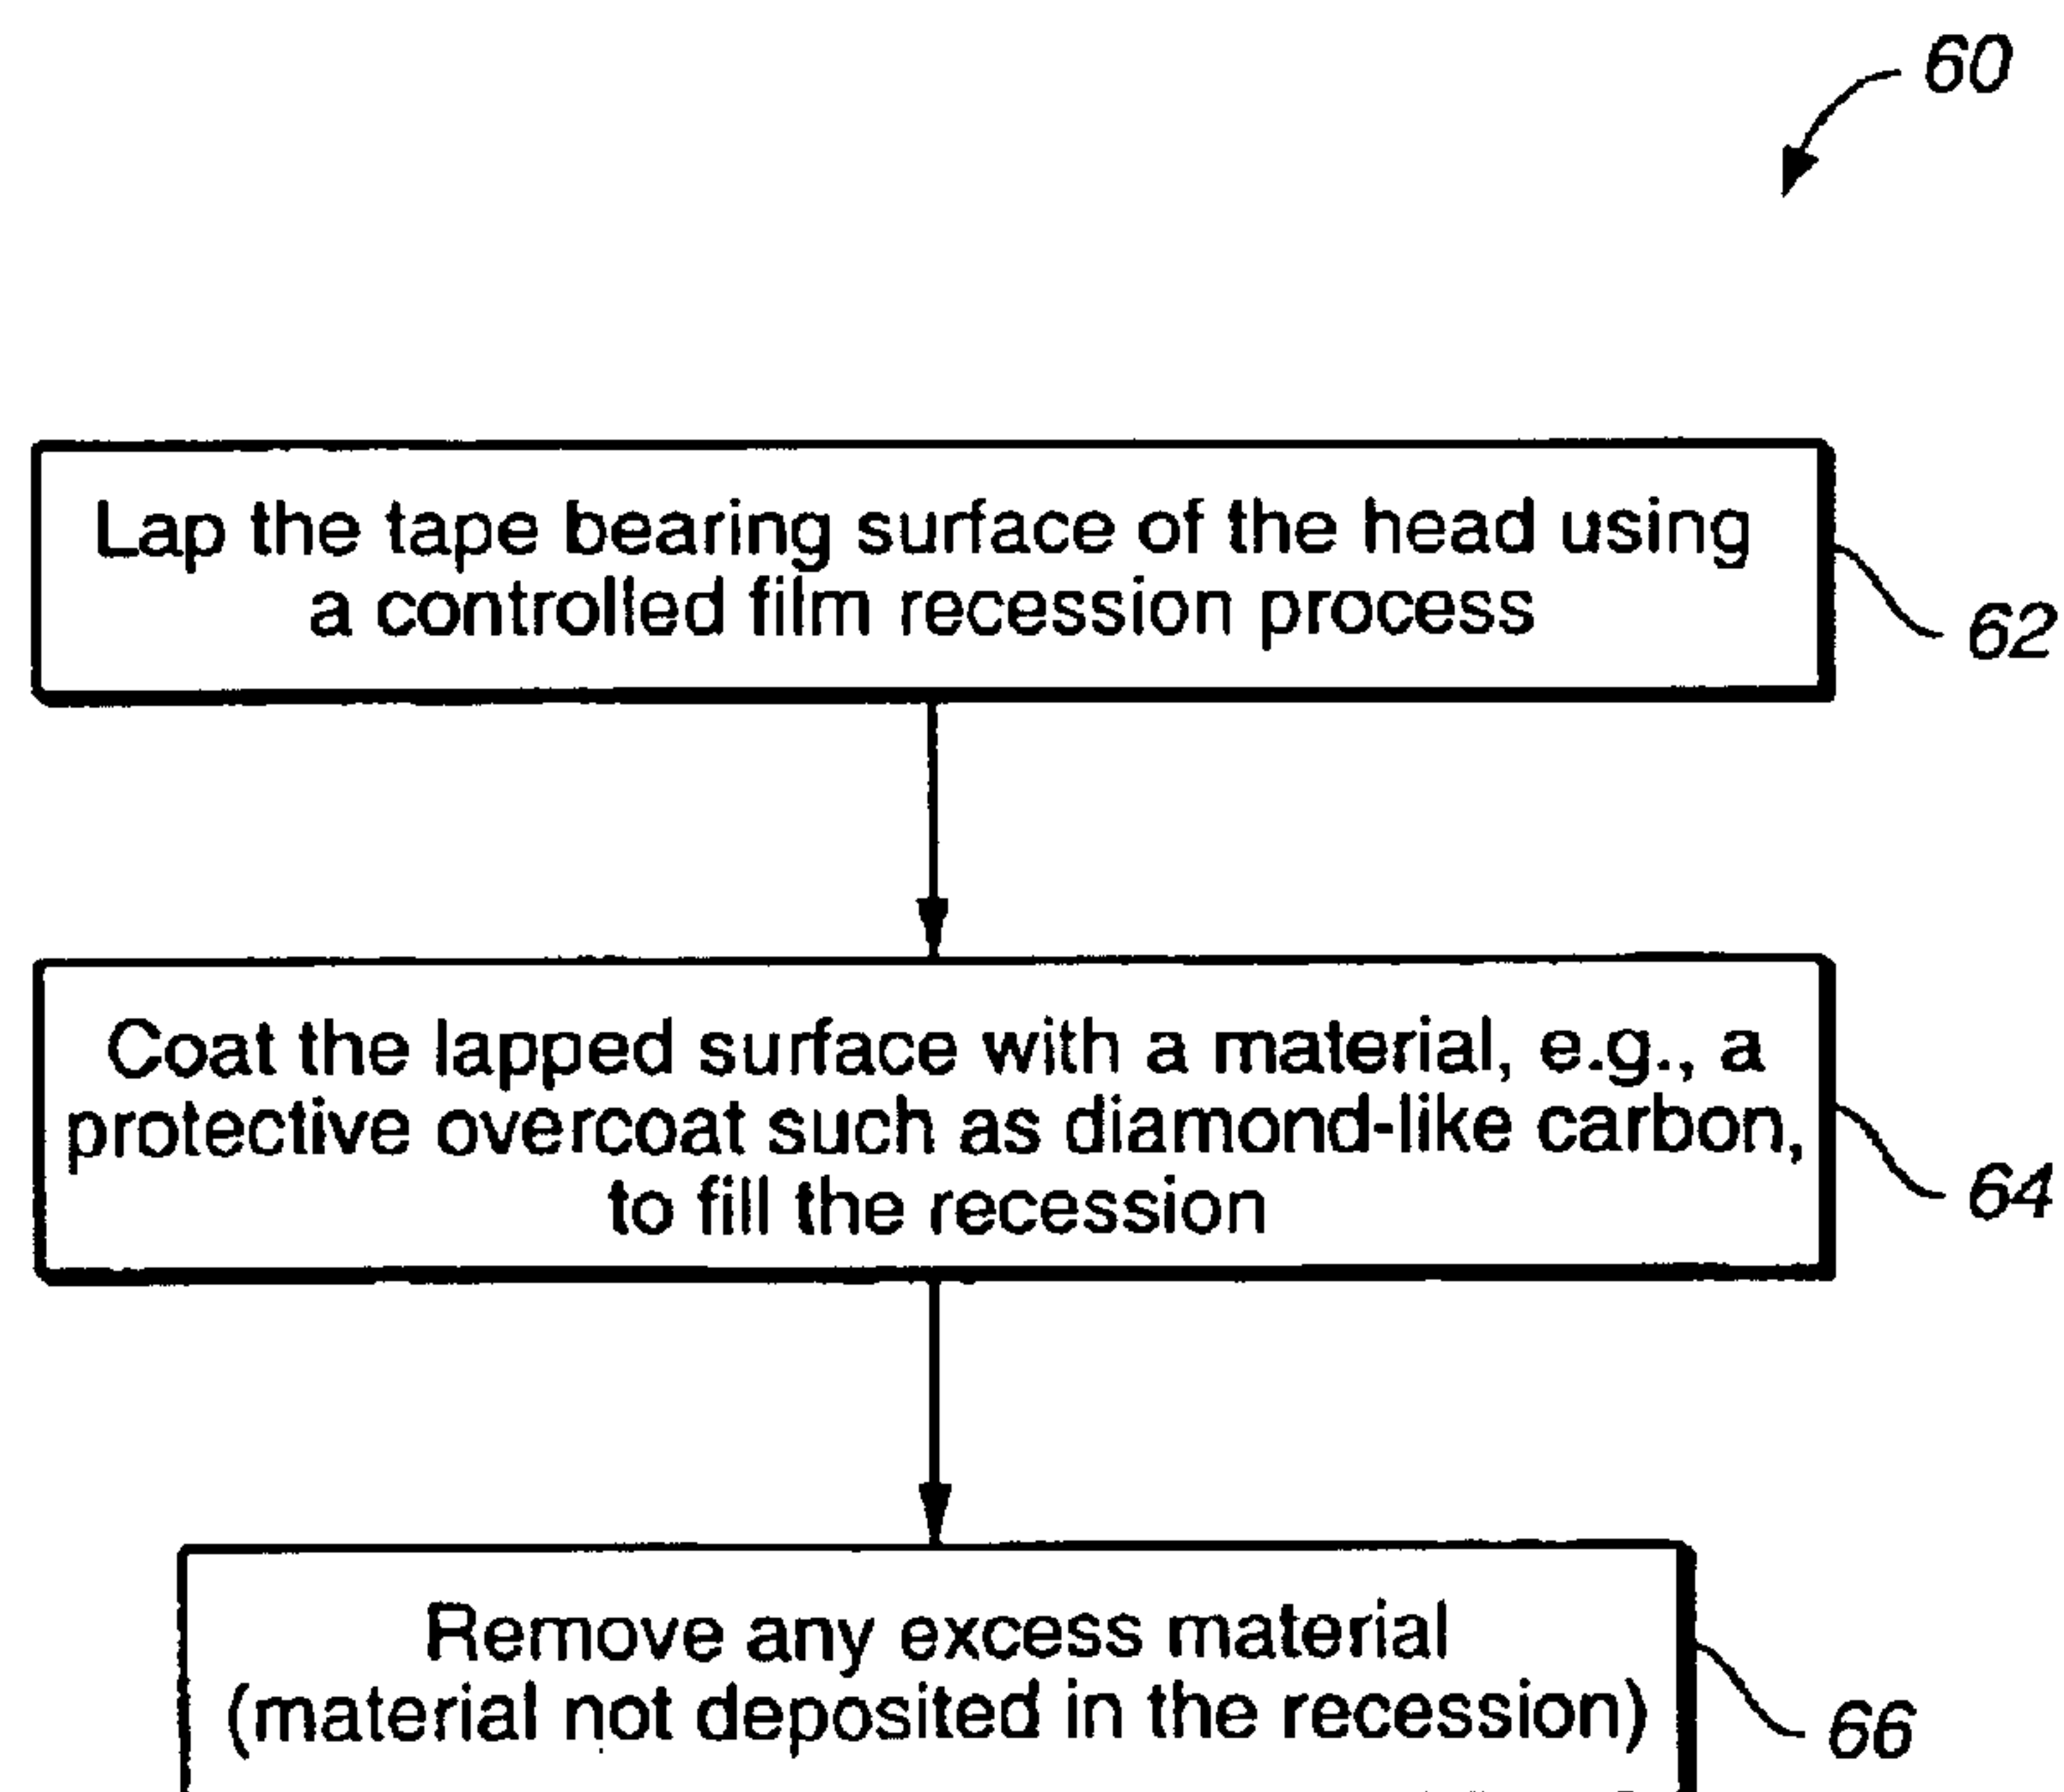 60
Lap the tape bearing surface of the head using
a controlled film recession process
62
Coat the lapped surface with a material, e.g., a
protective overcoat such as diamond-like carbon,
to fill the recession
64
Remove any excess material
(material not deposited in the recession)
66